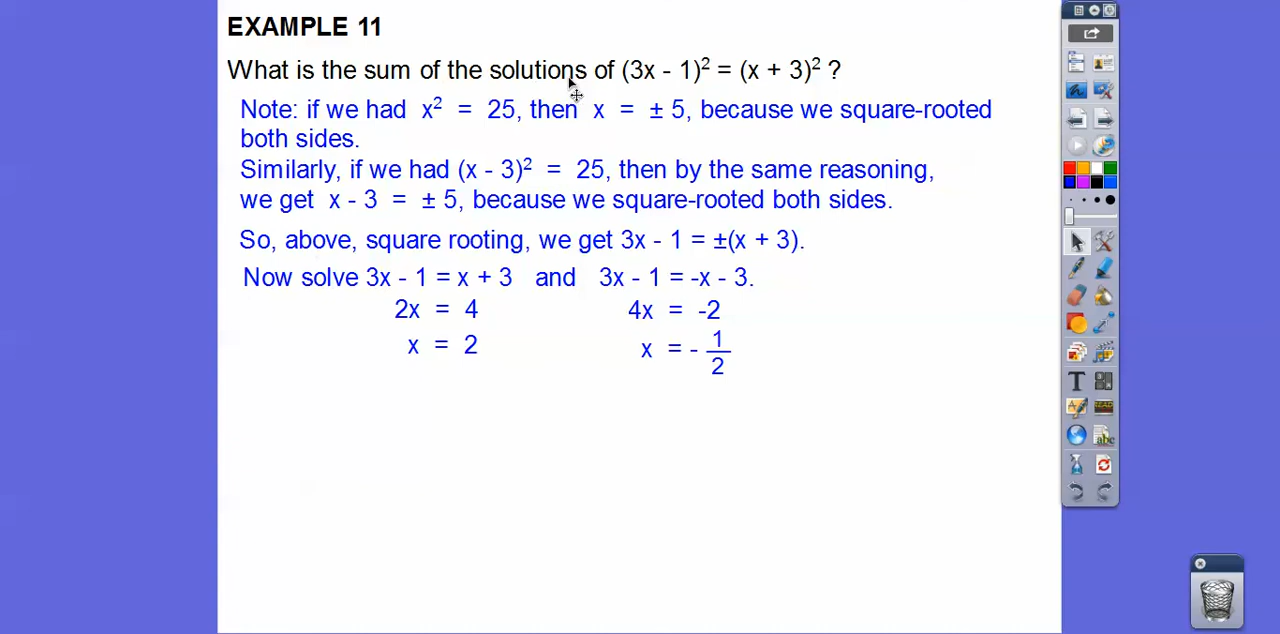 EXAMPLE 11
What is the sum of the solutions of (3x - 1)² = (x + 3)² ?
Note: if we had x² = 25, then x = ± 5, because we square-rooted
both sides.
Similarly, if we had (x - 3)² = 25, then by the same reasoning,
we get x - 3 = ± 5, because we square-rooted both sides.
So, above, square rooting, we get 3x - 1 = ±(x + 3).
Now solve 3x - 1 = x + 3 and 3x - 1 = -x - 3.
2x = 4 4x = -2
x = 2 x = - 1/2